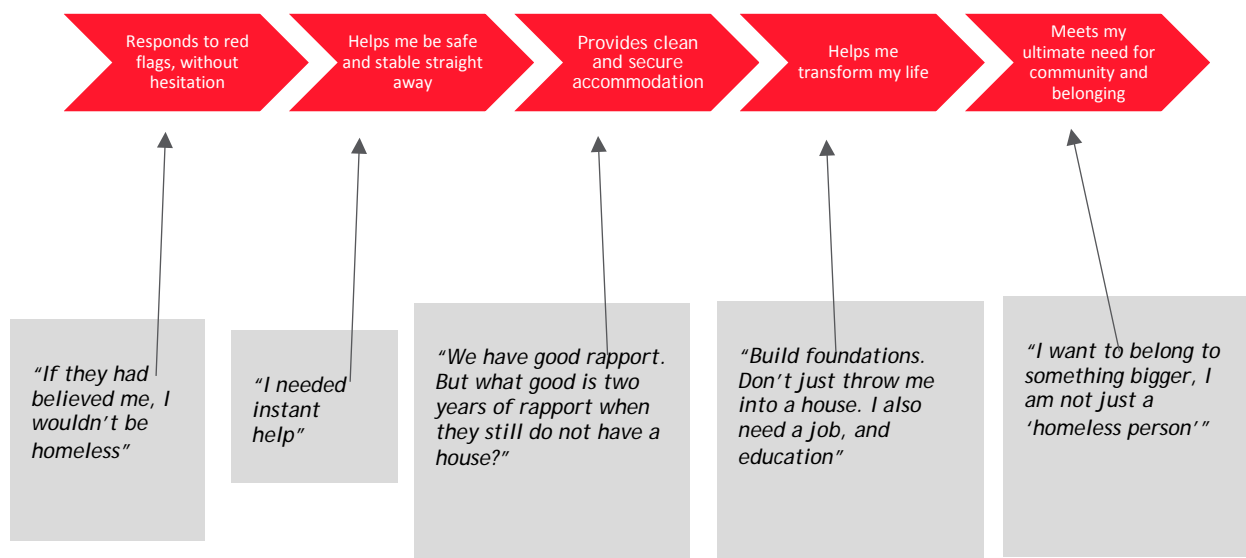 Responds to red
flags, without
hesitation
Helps me be safe
and stable straight
away
Provides clean
and secure
accommodation
Helps me
transform my life
Meets my
ultimate need for
community and
belonging
“If they had
believed me, I
wouldn’t be
homeless”
“I needed
instant
help”
“We have good rapport.
But what good is two
years of rapport when
they still do not have a
house?”
“Build foundations.
Don’t just throw me
into a house. I also
need a job, and
education”
“I want to belong to
something bigger, I
am not just a
‘homeless person’”